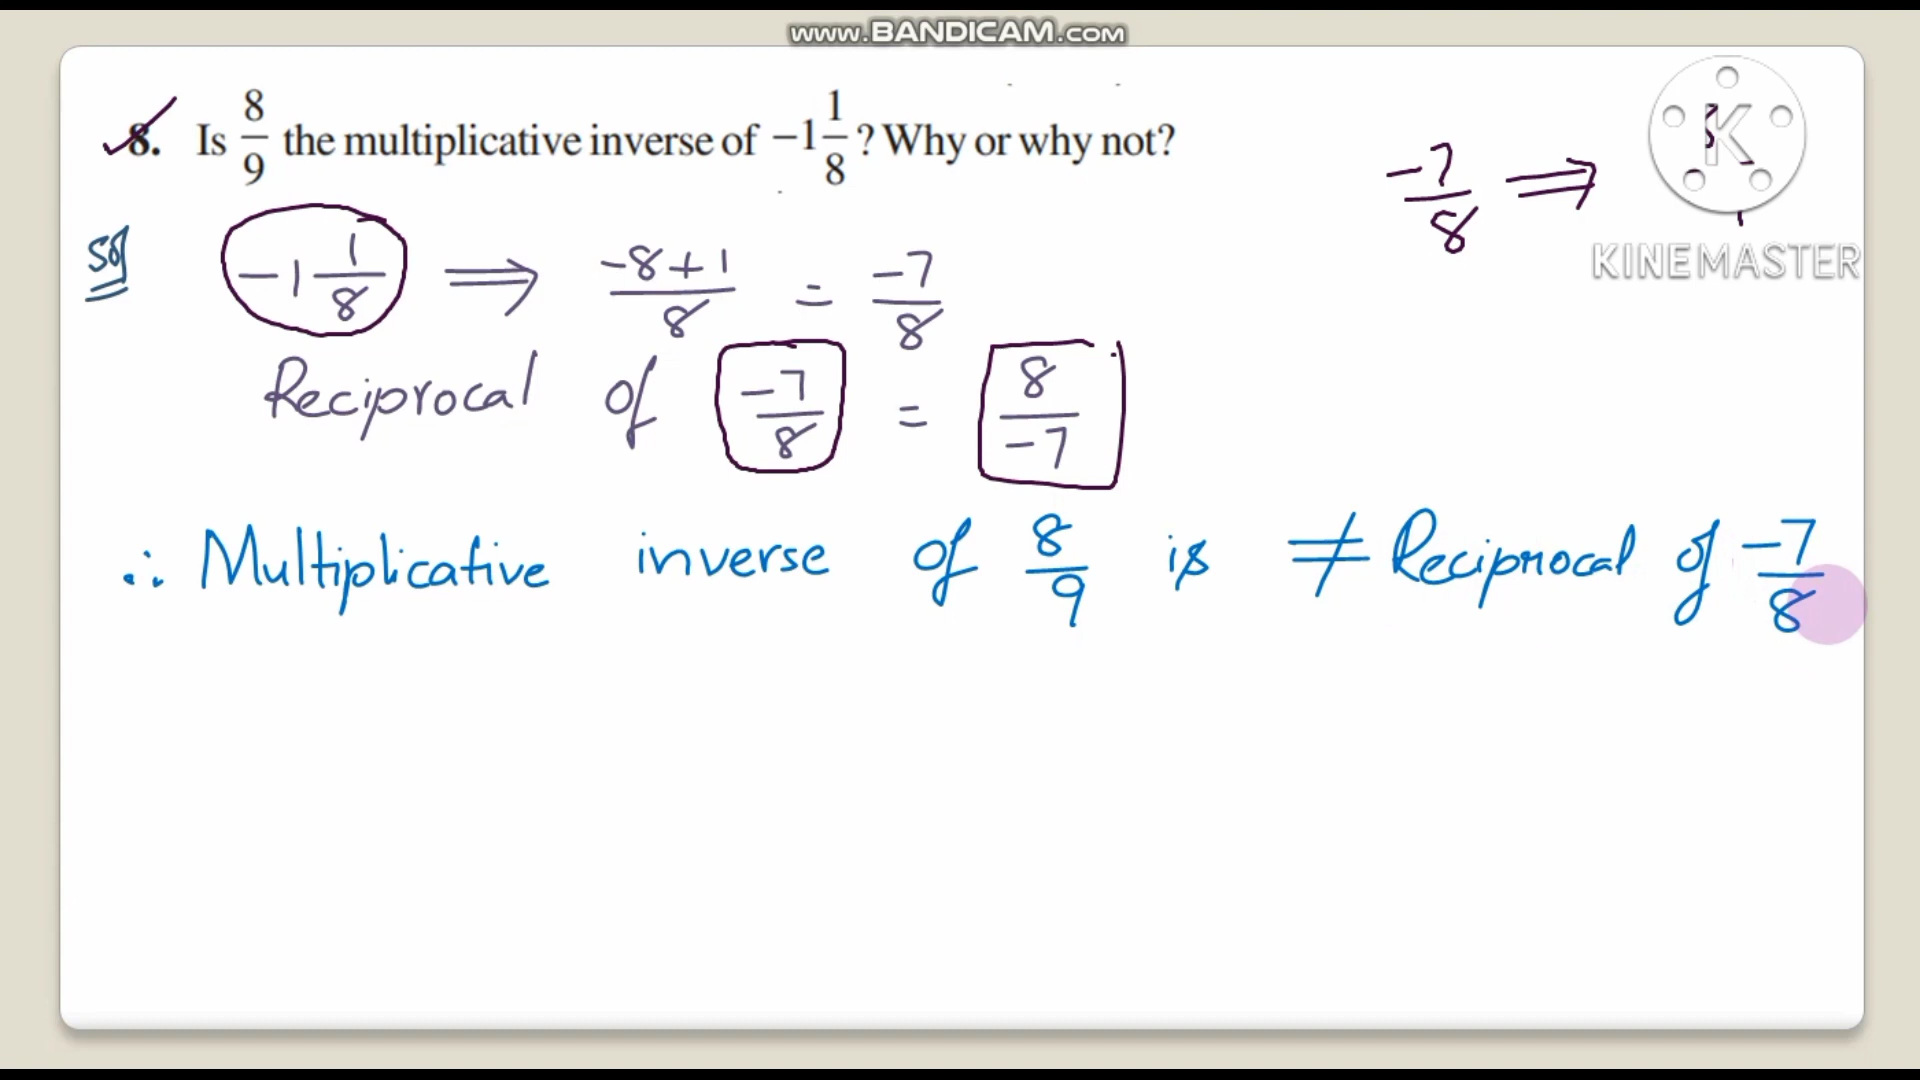 www.BANDICAM.com
8. Is 8/9 the multiplicative inverse of −1 1/8? Why or why not?
-7/8 ⟹
KINEMASTER
Sol
-1 1/8 ⟹ -8+1/8 = -7/8
Reciprocal of -7/8 = 8/-7
∴ Multiplicative inverse of 8/9 is ≠ Reciprocal of -7/8